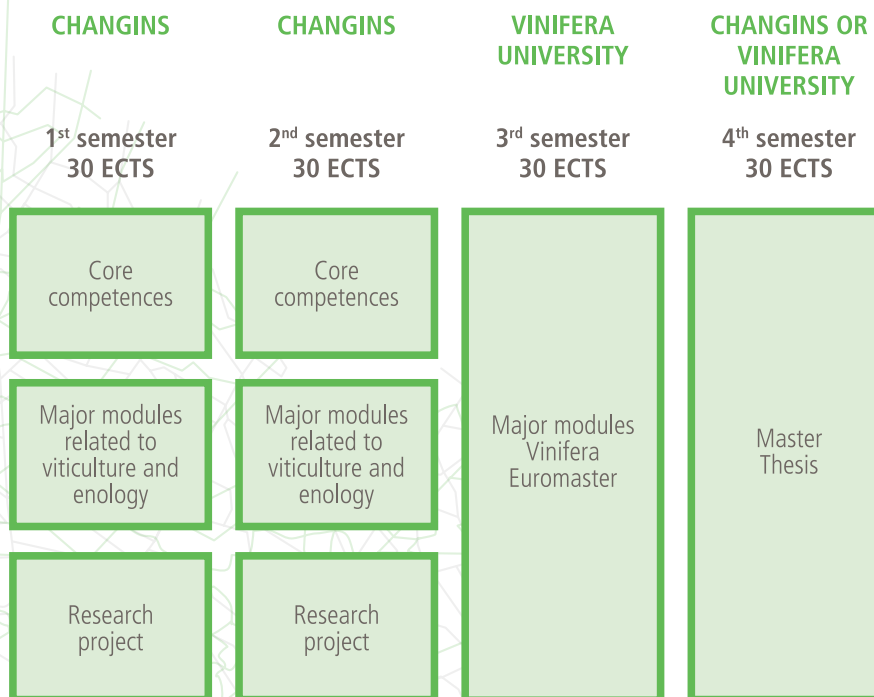 CHANGINS
1st semester
30 ECTS
Core
competences
Major modules
related to
viticulture and
enology
Research
project
CHANGINS
2nd semester
30 ECTS
Core
competences
Major modules
related to
viticulture and
enology
Research
project
VINIFERA
UNIVERSITY
3rd semester
30 ECTS
Major modules
Vinifera
Euromaster
CHANGINS OR
VINIFERA
UNIVERSITY
4th semester
30 ECTS
Master
Thesis